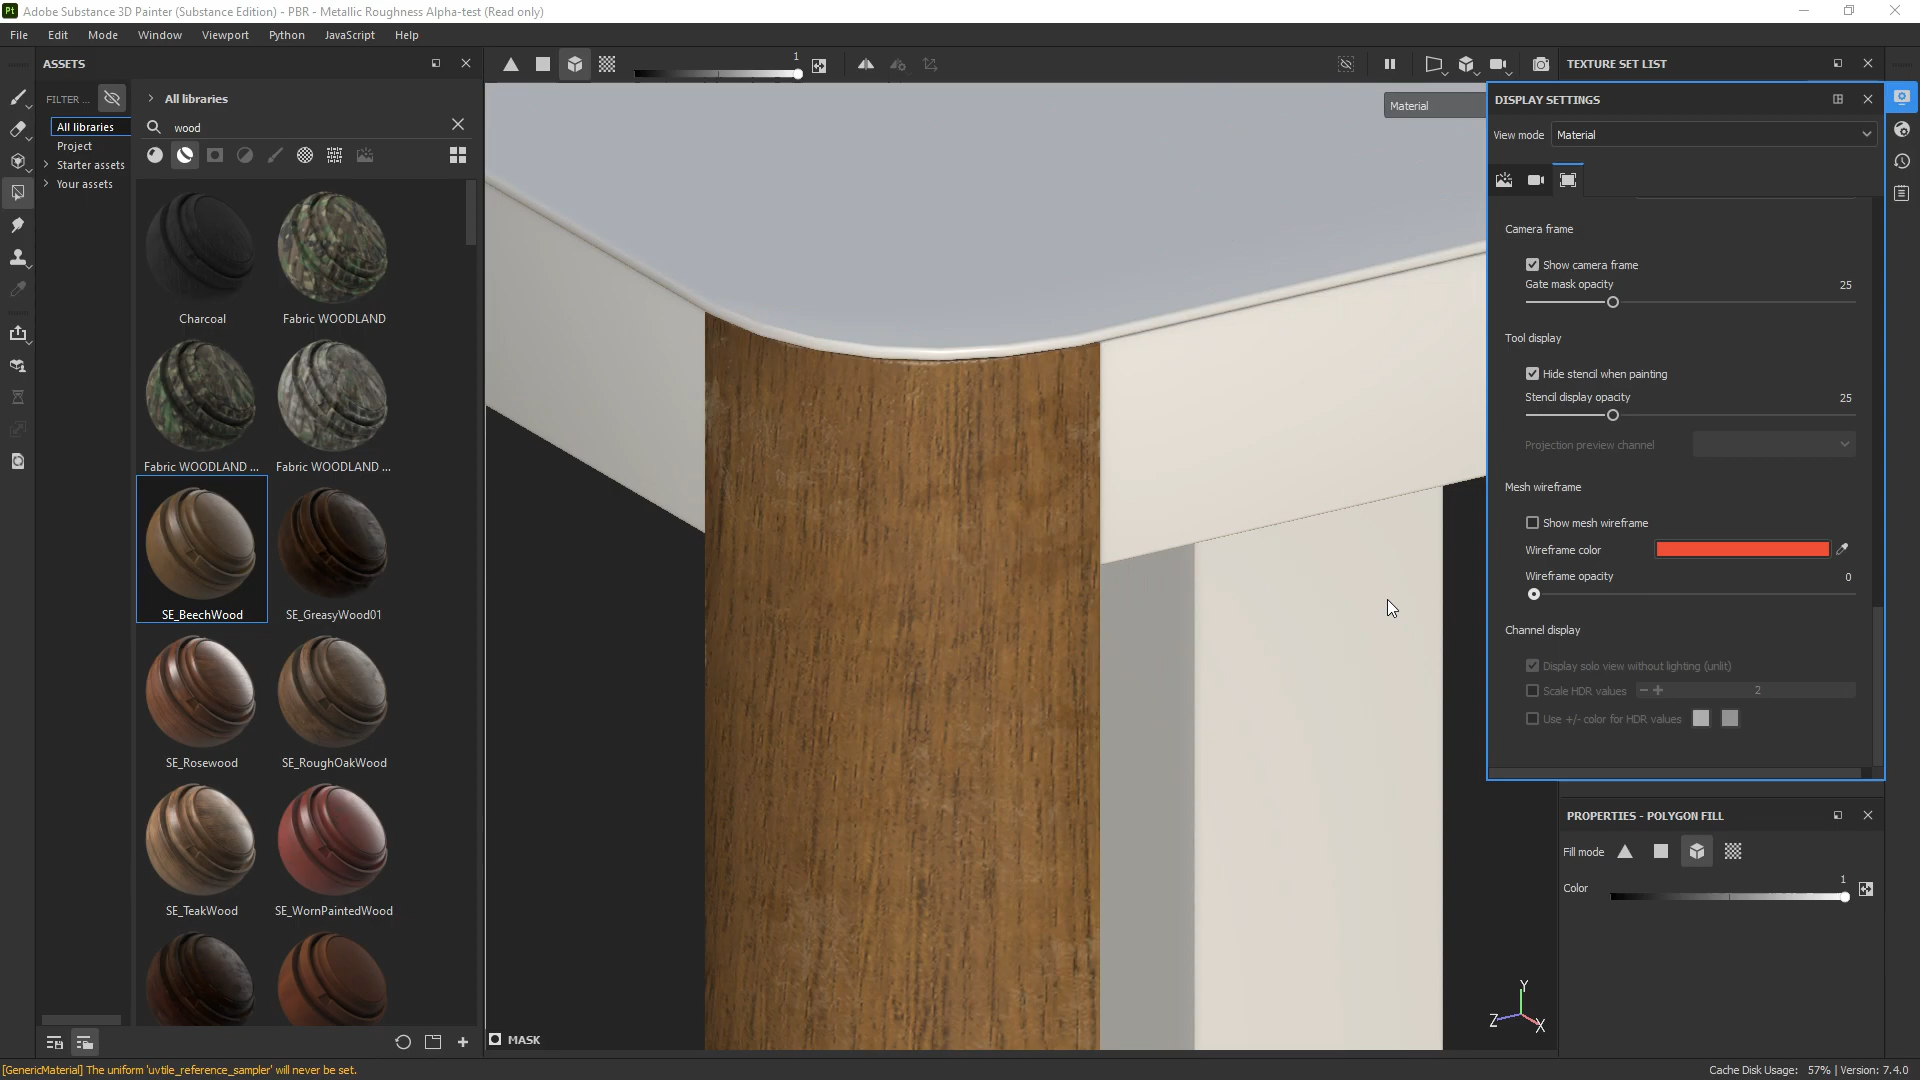 Pt Adobe Substance 3D Painter (Substance Edition) - PBR - Metallic Roughness Alpha-test (Read only)
File Edit Mode Window Viewport Python JavaScript Help
ASSETS
FILTER ...
All libraries
Project
Starter assets
Your assets
All libraries
wood
Charcoal
Fabric WOODLAND
Fabric WOODLAND ...
Fabric WOODLAND ...
SE_BeechWood
SE_GreasyWood01
SE_Rosewood
SE_RoughOakWood
SE_TeakWood
SE_WornPaintedWood
1
Material
Y
Z
X
MASK
TEXTURE SET LIST
DISPLAY SETTINGS
View mode Material
Camera frame
Show camera frame
Gate mask opacity 25
Tool display
Hide stencil when painting
Stencil display opacity 25
Projection preview channel
Mesh wireframe
Show mesh wireframe
Wireframe color
Wireframe opacity 0
Channel display
Display solo view without lighting (unlit)
Scale HDR values 2
Use +/- color for HDR values
PROPERTIES - POLYGON FILL
Fill mode
Color 1
[GenericMaterial] The uniform 'uvtile_reference_sampler' will never be set.
Cache Disk Usage: 57% | Version: 7.4.0